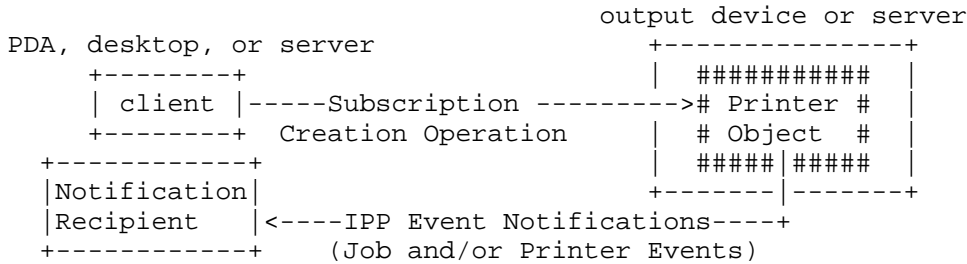 output device or server
PDA, desktop, or server
###########
client -----Subscription ---------># Printer #
Creation Operation # Object #
##### #####
Notification
Recipient <----IPP Event Notifications----+
(Job and/or Printer Events)